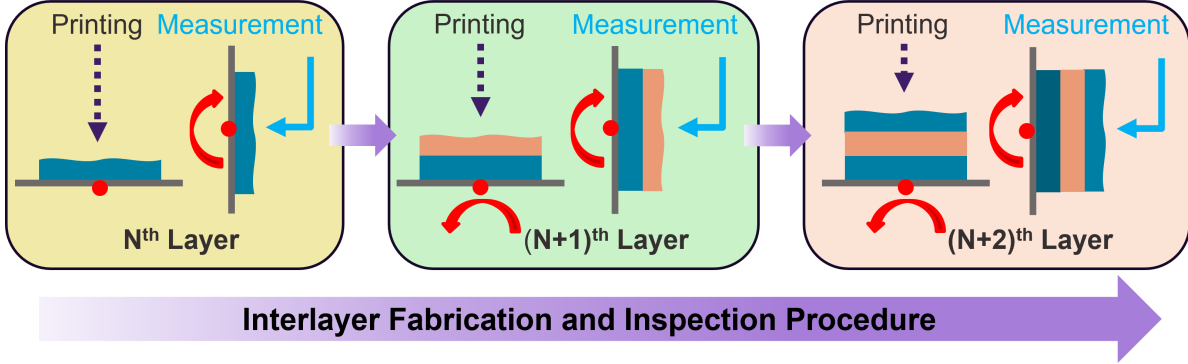 Printing Measurement
Nᵗʰ Layer
Printing Measurement
(N+1)ᵗʰ Layer
Printing Measurement
(N+2)ᵗʰ Layer
Interlayer Fabrication and Inspection Procedure